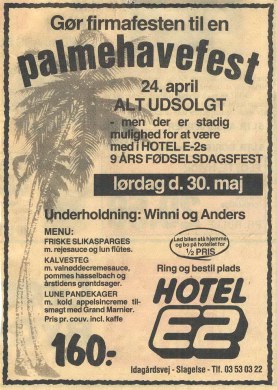 Gør firmafesten til en
palmehavefest
24. april
ALT UDSOLGT
- men der er stadig
mulighed for at være
med i HOTEL E-2s
9 ÅRS FØDSELSDAGSFEST
lørdag d. 30. maj
Underholdning: Winni og Anders
MENU:
FRISKE SLIKASPARGES
m. rejesauce og lun flûtes.
KALVESTEG
m. valnøddecremesauce,
pommes hasselbach og
årstidens grøntdsager.
LUNE PANDEKAGER
m. kold appelsincreme til-
smagt med Grand Marnier.
Pris pr. couv. incl. kaffe
160.-
Lad bilen stå hjemme
og bo på hotellet for
1/2 PRIS
Ring og bestil plads
HOTEL
E2
Idagårdsvej - Slagelse - Tlf. 03 53 03 22